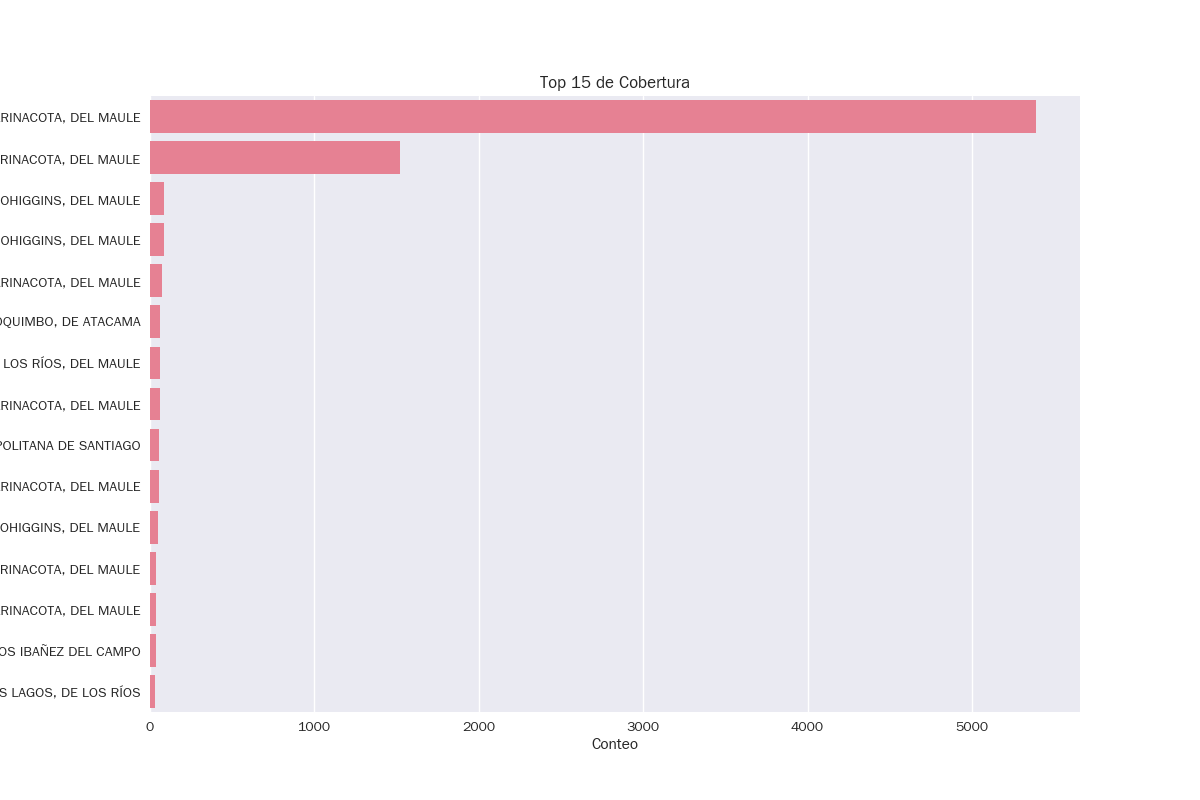 Top 15 de Cobertura
RINACOTA, DEL MAULE
RINACOTA, DEL MAULE
OHIGGINS, DEL MAULE
OHIGGINS, DEL MAULE
RINACOTA, DEL MAULE
OQUIMBO, DE ATACAMA
LOS RÍOS, DEL MAULE
RINACOTA, DEL MAULE
POLITANA DE SANTIAGO
RINACOTA, DEL MAULE
OHIGGINS, DEL MAULE
RINACOTA, DEL MAULE
RINACOTA, DEL MAULE
OS IBAÑEZ DEL CAMPO
S LAGOS, DE LOS RÍOS
0 1000 2000 3000 4000 5000
Conteo